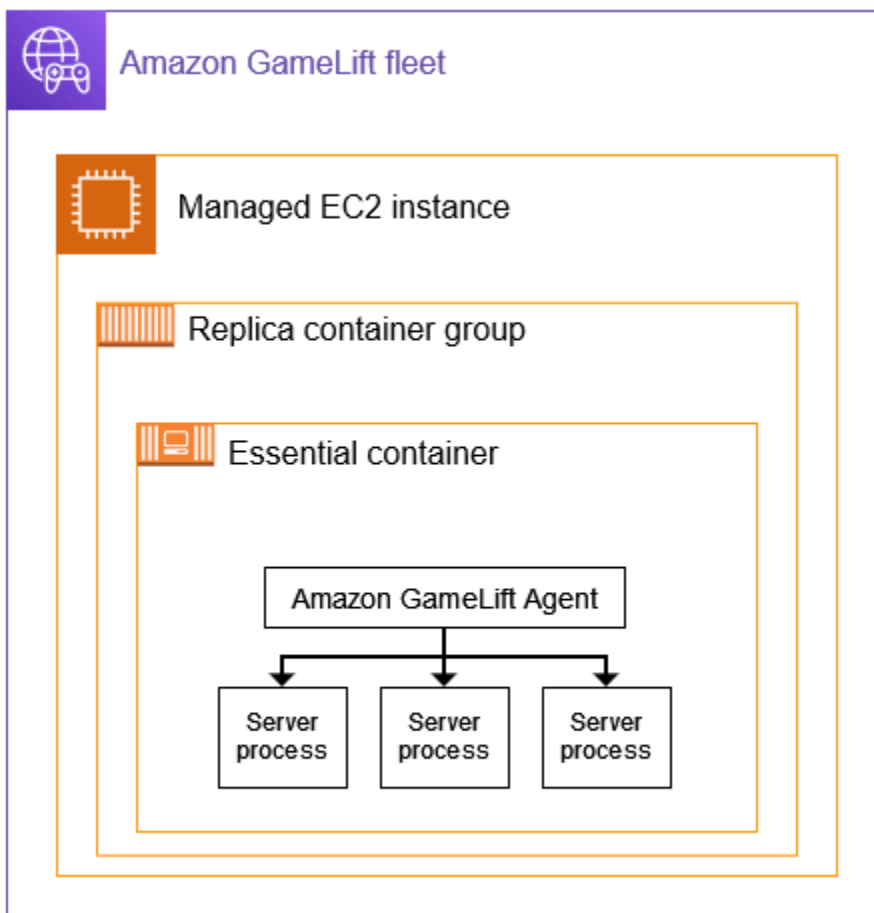 Amazon GameLift fleet
Managed EC2 instance
Replica container group
Essential container
Amazon GameLift Agent
Server
process
Server
process
Server
process